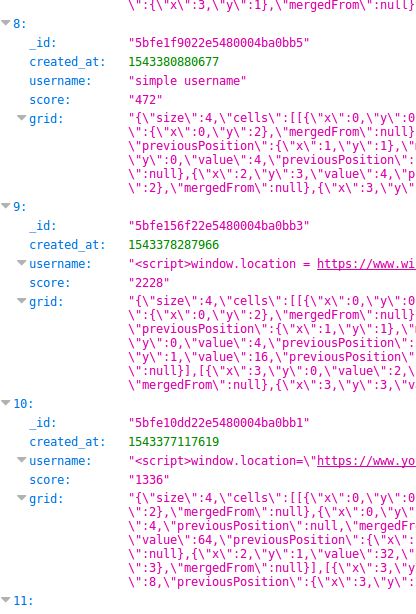 \":{\"x\":3,\"y\":1},\"mergedFrom\":null}
8:
_id: "5bfe1f9022e5480004ba0bb5"
created_at: 1543380880677
username: "simple username"
score: "472"
grid: "{\"size\":4,\"cells\":[[{\"x\":0,\"y\":0
\":{\"x\":0,\"y\":2},\"mergedFrom\":null}
\"previousPosition\":{\"x\":1,\"y\":1},\"
\"y\":0,\"value\":4,\"previousPosition\":
\":null},{\"x\":2,\"y\":3,\"value\":4,\"p
\":2},\"mergedFrom\":null},{\"x\":3,\"y\"
9:
_id: "5bfe156f22e5480004ba0bb3"
created_at: 1543378287966
username: "<script>window.location = https://www.wi
score: "2228"
grid: "{\"size\":4,\"cells\":[[{\"x\":0,\"y\":0
\":{\"x\":0,\"y\":2},\"mergedFrom\":null}
\"previousPosition\":{\"x\":1,\"y\":1},\"m
\"y\":0,\"value\":4,\"previousPosition\":
\"y\":1,\"value\":16,\"previousPosition\"
\":null}],[{\"x\":3,\"y\":0,\"value\":2,\
\"mergedFrom\":null},{\"x\":3,\"y\":3,\"v
10:
_id: "5bfe10dd22e5480004ba0bb1"
created_at: 1543377117619
username: "<script>window.location=\"https://www.yo
score: "1336"
grid: "{\"size\":4,\"cells\":[[{\"x\":0,\"y\":0
\":2},\"mergedFrom\":null},{\"x\":0,\"y\"
\":4,\"previousPosition\":null,\"mergedFr
\"value\":64,\"previousPosition\":{\"x\":
\":null},{\"x\":2,\"y\":1,\"value\":32,\"
\":3},\"mergedFrom\":null}],[{\"x\":3,\"y
\":8,\"previousPosition\":{\"x\":3,\"y\":
11: